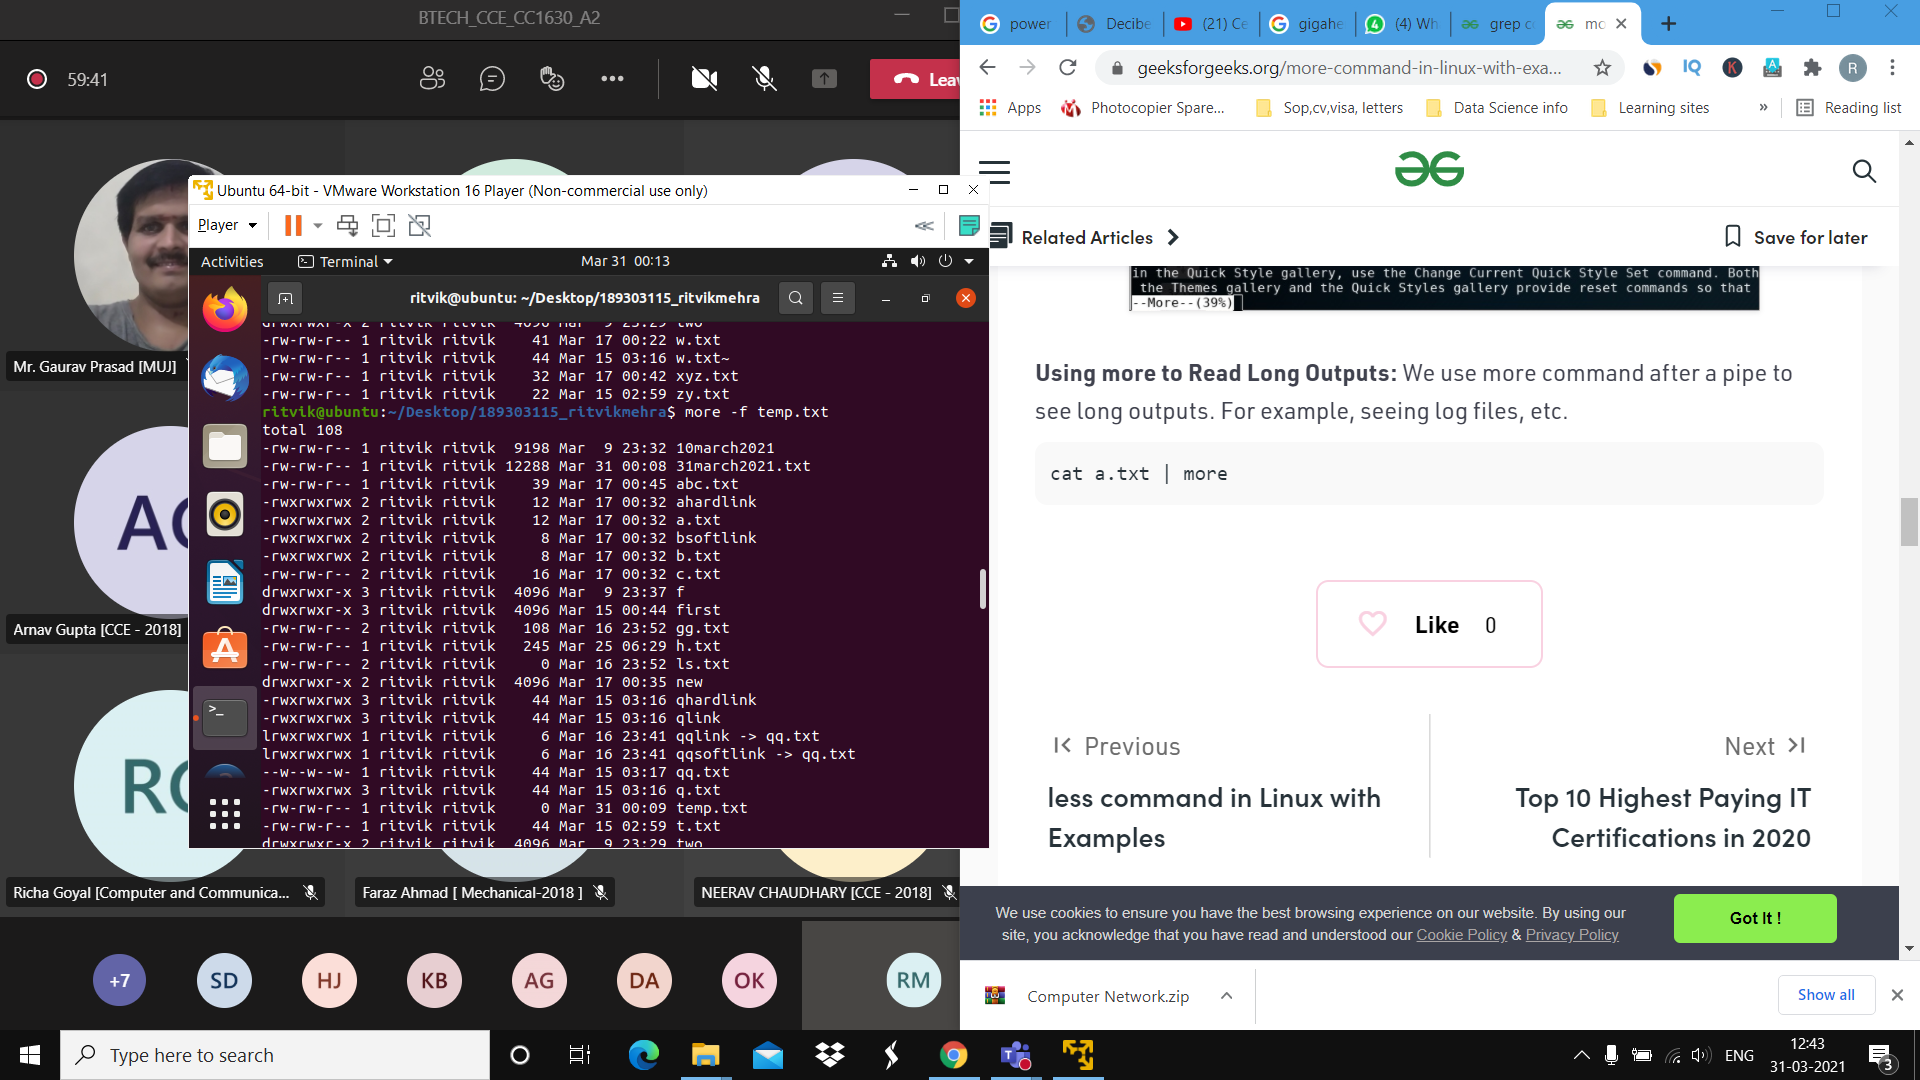 BTECH_CCE_CC1630_A2
59:41
Leav
Mr. Gaurav Prasad [MUJ]
AG
Arnav Gupta [CCE - 2018]
RG
Richa Goyal [Computer and Communica...
Faraz Ahmad [ Mechanical-2018 ]
NEERAV CHAUDHARY [CCE - 2018]
+7
SD
HJ
KB
AG
DA
OK
RM
Ubuntu 64-bit - VMware Workstation 16 Player (Non-commercial use only)
Player
Activities
Terminal
Mar 31 00:13
ritvik@ubuntu: ~/Desktop/189303115_ritvikmehra
drwxrwxr-x 2 ritvik ritvik 4096 Mar 9 23:29 two
-rw-rw-r-- 1 ritvik ritvik 41 Mar 17 00:22 w.txt
-rw-rw-r-- 1 ritvik ritvik 44 Mar 15 03:16 w.txt~
-rw-rw-r-- 1 ritvik ritvik 32 Mar 17 00:42 xyz.txt
-rw-rw-r-- 1 ritvik ritvik 22 Mar 15 02:59 zy.txt
ritvik@ubuntu:~/Desktop/189303115_ritvikmehra$ more -f temp.txt
total 108
-rw-rw-r-- 1 ritvik ritvik 9198 Mar 9 23:32 10march2021
-rw-rw-r-- 1 ritvik ritvik 12288 Mar 31 00:08 31march2021.txt
-rw-rw-r-- 1 ritvik ritvik 39 Mar 17 00:45 abc.txt
-rwxrwxrwx 2 ritvik ritvik 12 Mar 17 00:32 ahardlink
-rwxrwxrwx 2 ritvik ritvik 12 Mar 17 00:32 a.txt
-rwxrwxrwx 2 ritvik ritvik 8 Mar 17 00:32 bsoftlink
-rwxrwxrwx 2 ritvik ritvik 8 Mar 17 00:32 b.txt
-rw-rw-r-- 2 ritvik ritvik 16 Mar 17 00:32 c.txt
drwxrwxr-x 3 ritvik ritvik 4096 Mar 9 23:37 f
drwxrwxr-x 3 ritvik ritvik 4096 Mar 15 00:44 first
-rw-rw-r-- 2 ritvik ritvik 108 Mar 16 23:52 gg.txt
-rw-rw-r-- 1 ritvik ritvik 245 Mar 25 06:29 h.txt
-rw-rw-r-- 2 ritvik ritvik 0 Mar 16 23:52 ls.txt
drwxrwxr-x 2 ritvik ritvik 4096 Mar 17 00:35 new
-rwxrwxrwx 3 ritvik ritvik 44 Mar 15 03:16 qhardlink
-rwxrwxrwx 3 ritvik ritvik 44 Mar 15 03:16 qlink
lrwxrwxrwx 1 ritvik ritvik 6 Mar 16 23:41 qqlink -> qq.txt
lrwxrwxrwx 1 ritvik ritvik 6 Mar 16 23:41 qqsoftlink -> qq.txt
--w--w--w- 1 ritvik ritvik 44 Mar 15 03:17 qq.txt
-rwxrwxrwx 3 ritvik ritvik 44 Mar 15 03:16 q.txt
-rw-rw-r-- 1 ritvik ritvik 0 Mar 31 00:09 temp.txt
-rw-rw-r-- 1 ritvik ritvik 44 Mar 15 02:59 t.txt
drwxrwxr-x 2 ritvik ritvik 4096 Mar 9 23:29 two
power
Decibe
(21) Ce
gigahe
(4) Wh
grep co
mo
geeksforgeeks.org/more-command-in-linux-with-exa...
R
Apps
Photocopier Spare...
Sop,cv,visa, letters
Data Science info
Learning sites
»
Reading list
Related Articles
Save for later
in the Quick Style gallery, use the Change Current Quick Style Set command. Both
the Themes gallery and the Quick Styles gallery provide reset commands so that
--More--(39%)
Using more to Read Long Outputs: We use more command after a pipe to
see long outputs. For example, seeing log files, etc.
cat a.txt | more
Like 0
Previous
less command in Linux with
Examples
Next
Top 10 Highest Paying IT
Certifications in 2020
We use cookies to ensure you have the best browsing experience on our website. By using our
site, you acknowledge that you have read and understood our Cookie Policy & Privacy Policy
Got It !
Computer Network.zip
Show all
Type here to search
ENG
12:43
31-03-2021
3